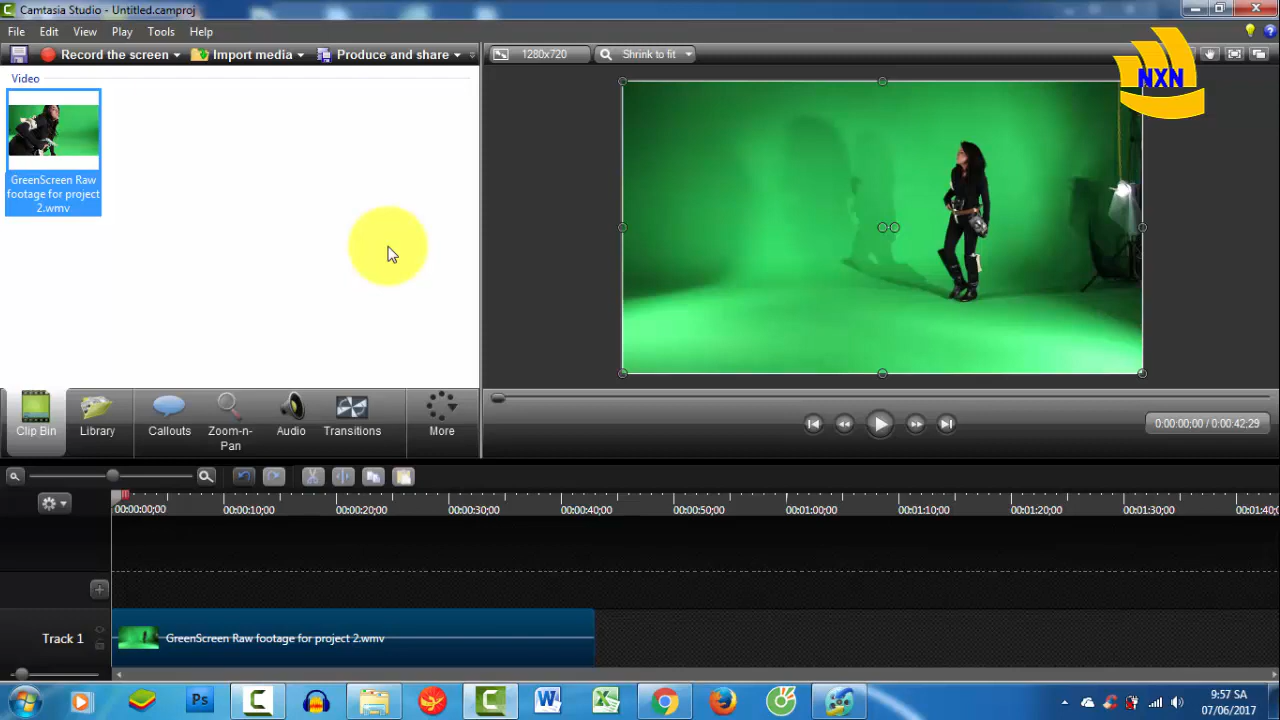 Camtasia Studio - Untitled.camproj
File Edit View Play Tools Help
Record the screen Import media Produce and share
1280x720 Shrink to fit
NXN
Video
GreenScreen Raw
footage for project
2.wmv
Clip Bin Library Callouts Zoom-n-
Pan Audio Transitions More
0:00:00;00 / 0:00:42;29
00:00:00;00 00:00:10;00 00:00:20;00 00:00:30;00 00:00:40;00 00:00:50;00 00:01:00;00 00:01:10;00 00:01:20;00 00:01:30;00 00:01:40;
Track 1 GreenScreen Raw footage for project 2.wmv
Ps
9:57 SA
07/06/2017